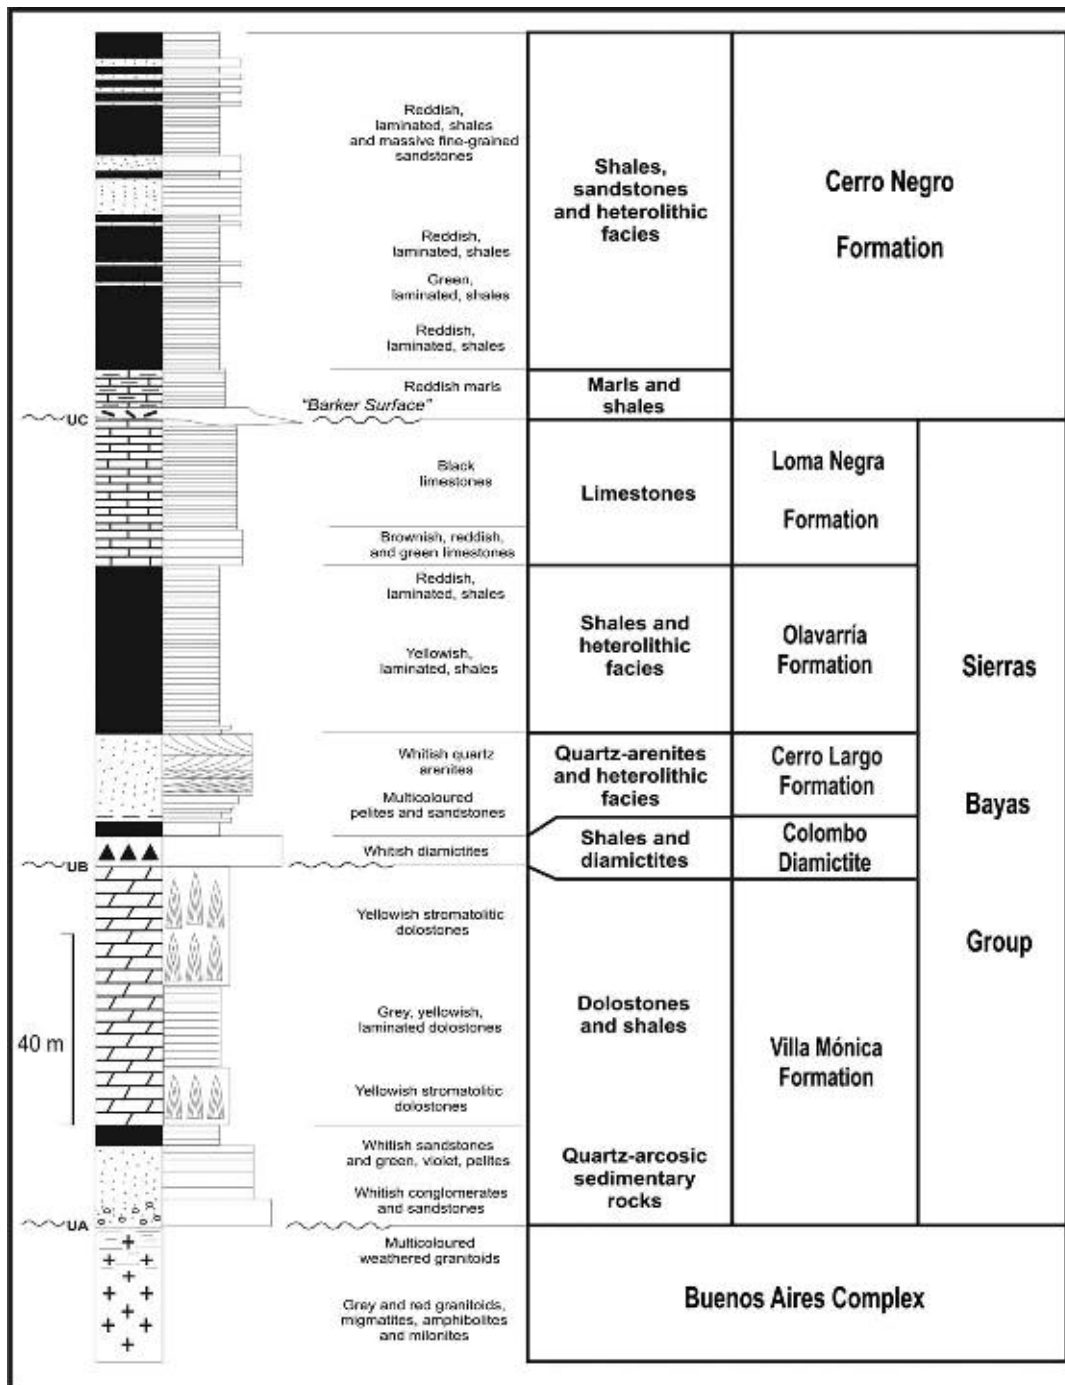 Reddish,
laminated, shales
and massive fine-grained
sandstones
Reddish,
laminated, shales
Green,
laminated, shales
Reddish,
laminated, shales
Reddish marls
"Barker Surface"
UC
Black
limestones
Brownish, reddish,
and green limestones
Reddish,
laminated, shales
Yellowish,
laminated, shales
Whitish quartz
arenites
Multicoloured
pelites and sandstones
Whitish diamictites
UB
Yellowish stromatolitic
dolostones
40 m
Grey, yellowish,
laminated dolostones
Yellowish stromatolitic
dolostones
Whitish sandstones
and green, violet, pelites
Whitish conglomerates
and sandstones
UA
Multicoloured
weathered granitoids
Grey and red granitoids,
migmatites, amphibolites
and milonites
Shales,
sandstones
and heterolithic
facies
Marls and
shales
Limestones
Shales and
heterolithic
facies
Quartz-arenites
and heterolithic
facies
Shales and
diamictites
Dolostones
and shales
Quartz-arcosic
sedimentary
rocks
Cerro Negro
Formation
Loma Negra
Formation
Olavarría
Formation
Cerro Largo
Formation
Colombo
Diamictite
Villa Mónica
Formation
Sierras
Bayas
Group
Buenos Aires Complex